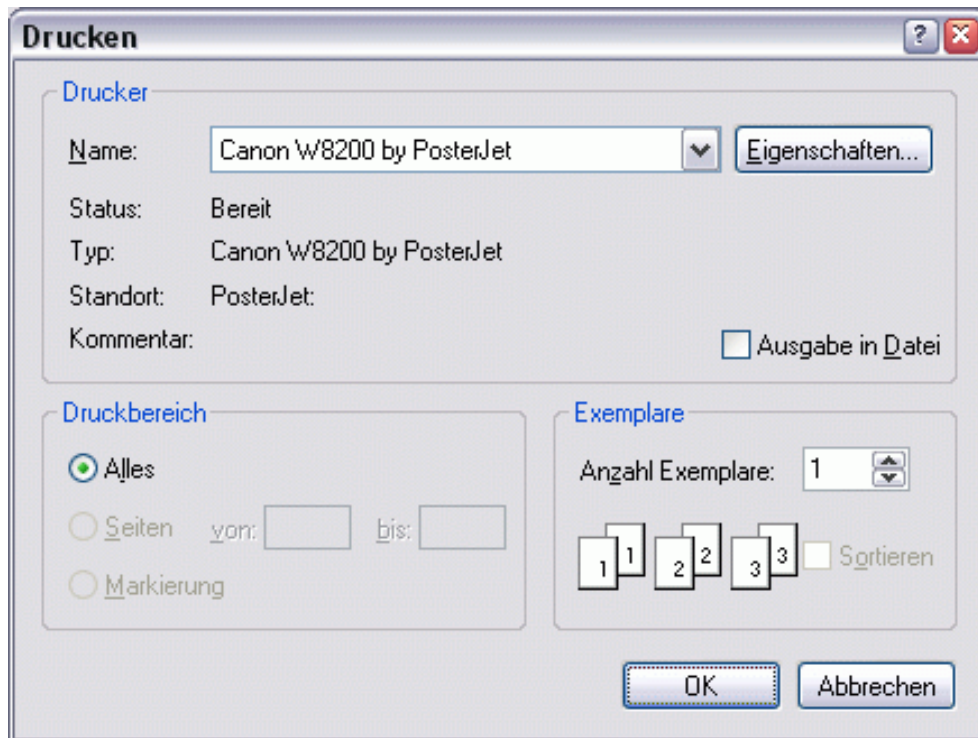 Drucken
Drucker
Name: Canon W8200 by PosterJet Eigenschaften...
Status: Bereit
Typ: Canon W8200 by PosterJet
Standort: PosterJet:
Kommentar: Ausgabe in Datei
Druckbereich
Alles
Seiten von: bis:
Markierung
Exemplare
Anzahl Exemplare: 1
1 1 2 2 3 3 Sortieren
OK Abbrechen